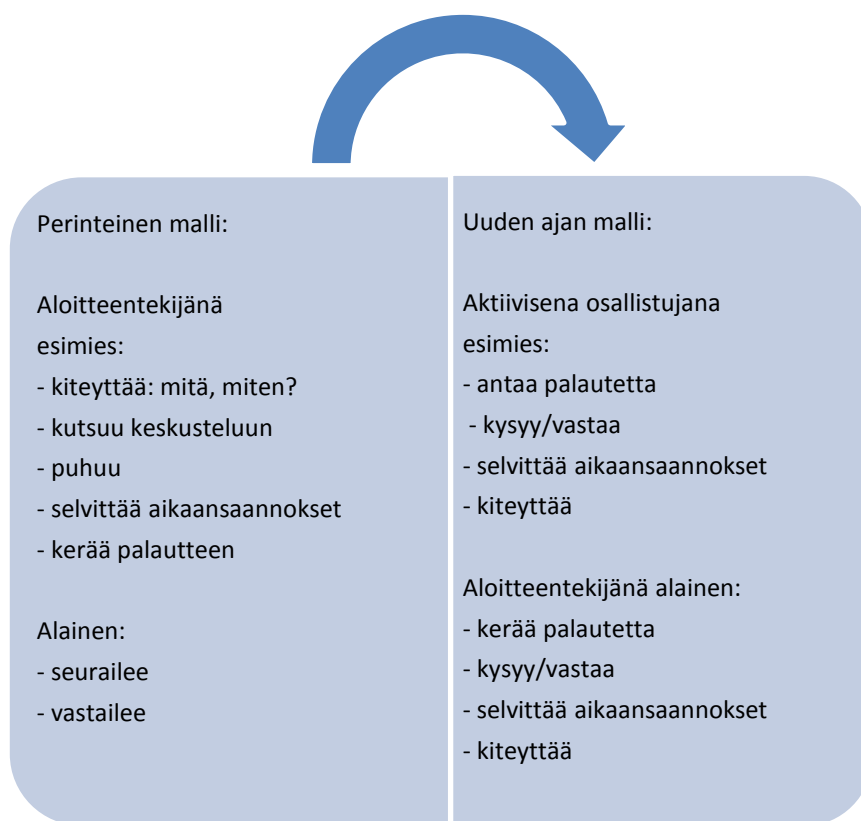 Perinteinen malli:
Aloitteentekijänä
esimies:
- kiteyttää: mitä, miten?
- kutsuu keskusteluun
- puhuu
- selvittää aikaansaannokset
- kerää palautteen
Alainen:
- seurailee
- vastailee
Uuden ajan malli:
Aktiivisena osallistujana
esimies:
- antaa palautetta
- kysyy/vastaa
- selvittää aikaansaannokset
- kiteyttää
Aloitteentekijänä alainen:
- kerää palautetta
- kysyy/vastaa
- selvittää aikaansaannokset
- kiteyttää